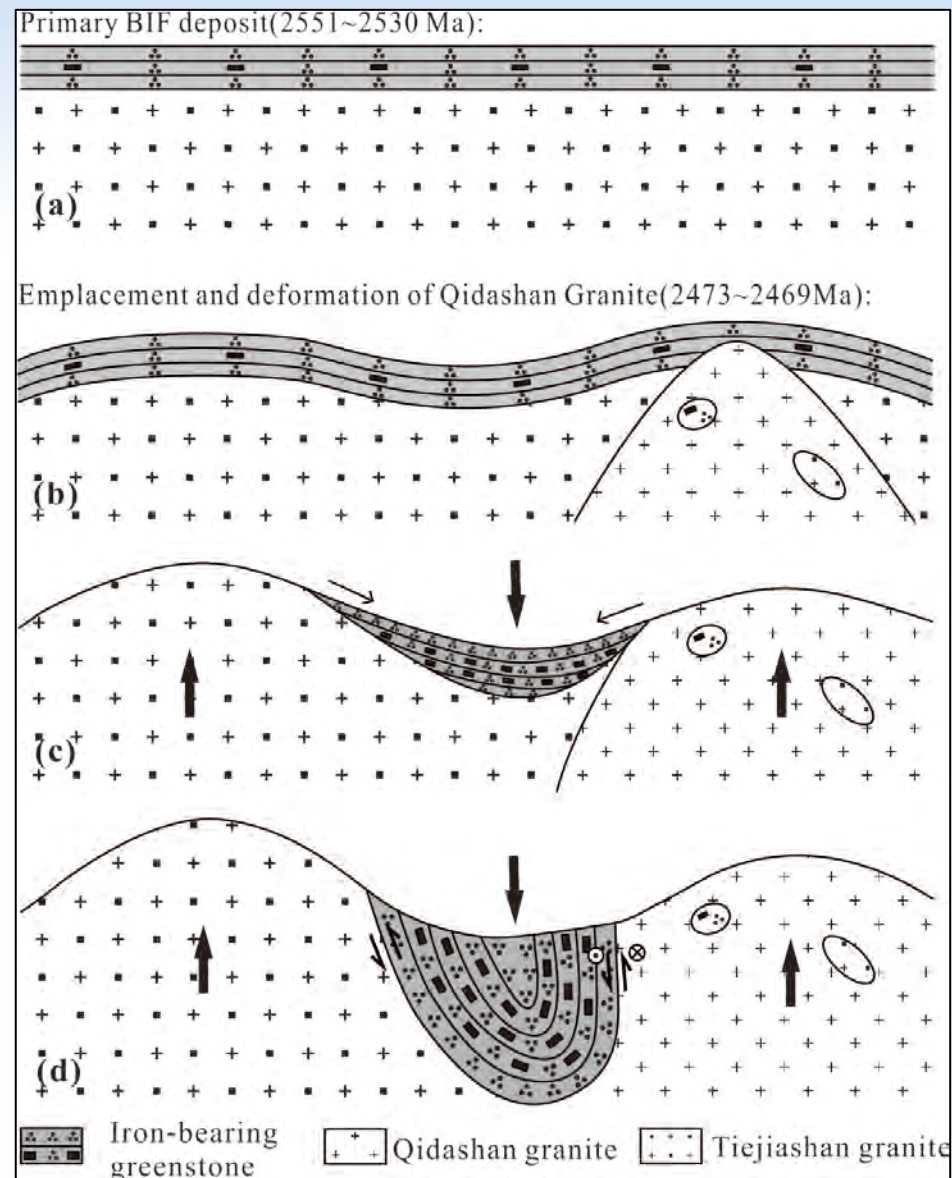 Primary BIF deposit(2551~2530 Ma):
(a)
Emplacement and deformation of Qidashan Granite(2473~2469Ma):
(b)
(c)
(d)
Iron-bearing
greenstone
Qidashan granite
Tiejiashan granite